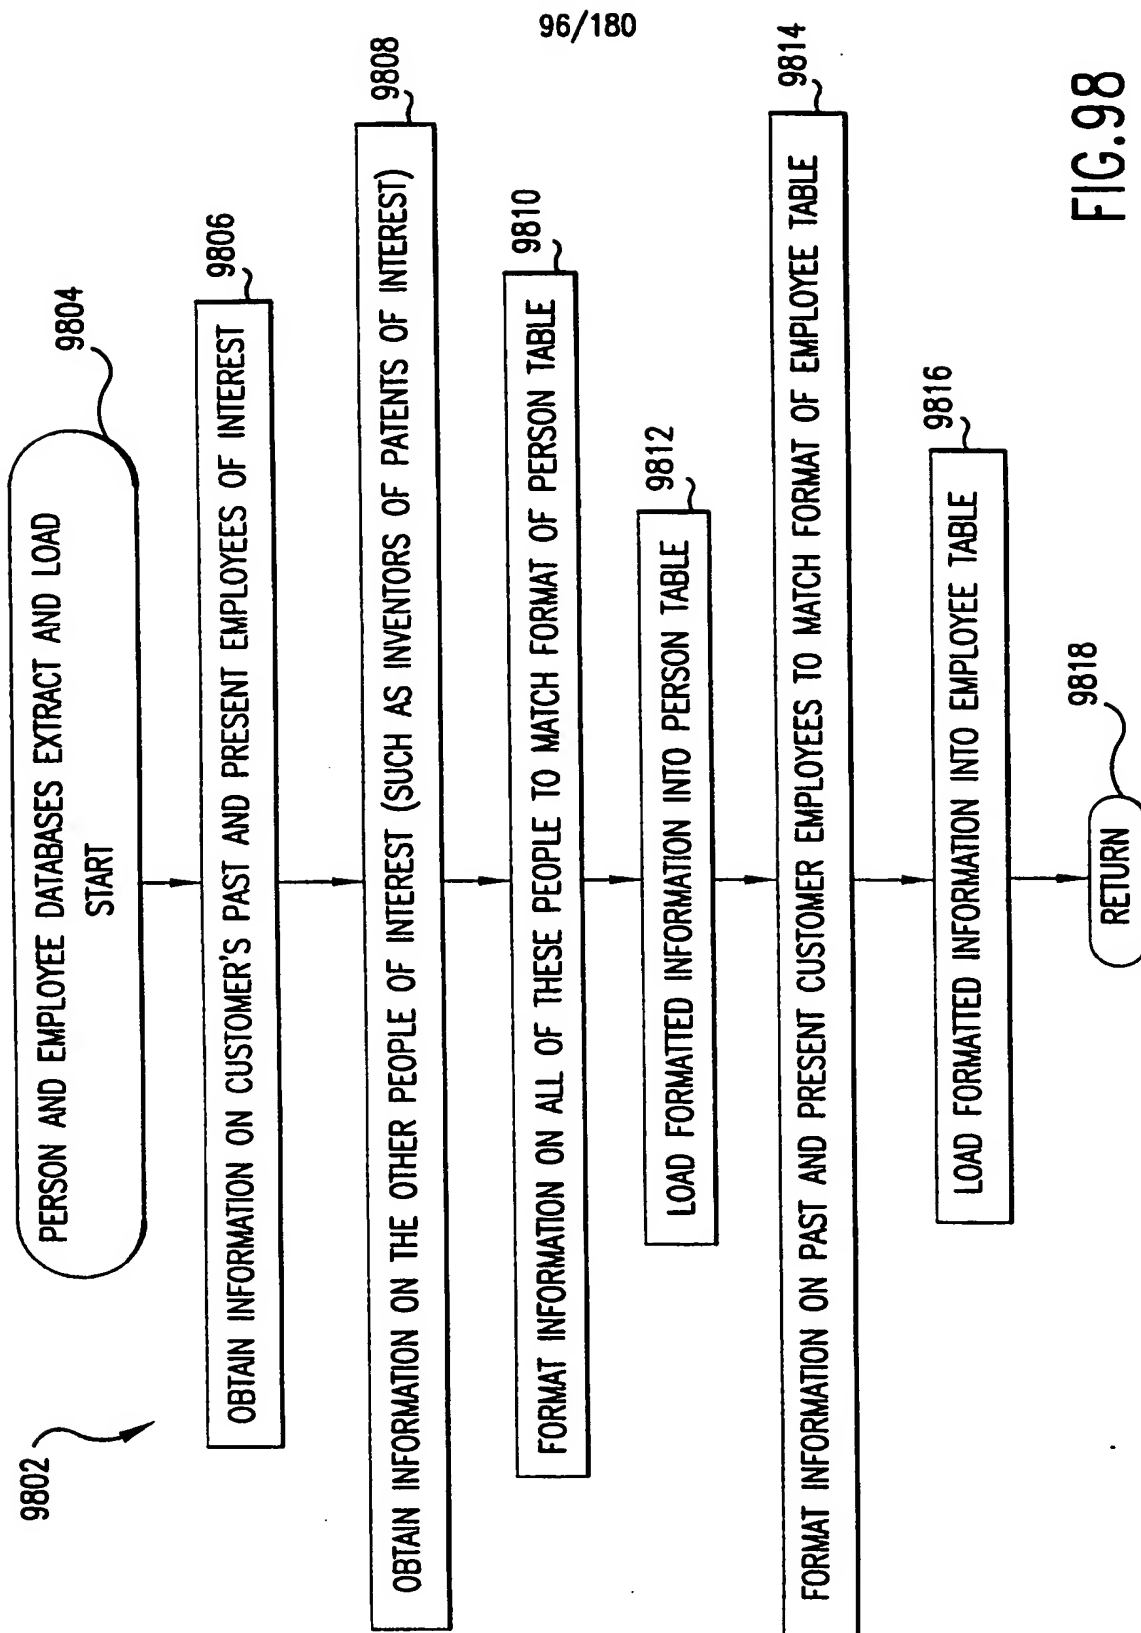 96/180
9802
PERSON AND EMPLOYEE DATABASES EXTRACT AND LOAD
START
9804
OBTAIN INFORMATION ON CUSTOMER'S PAST AND PRESENT EMPLOYEES OF INTEREST
9806
OBTAIN INFORMATION ON THE OTHER PEOPLE OF INTEREST (SUCH AS INVENTORS OF PATENTS OF INTEREST)
9808
FORMAT INFORMATION ON ALL OF THESE PEOPLE TO MATCH FORMAT OF PERSON TABLE
9810
LOAD FORMATTED INFORMATION INTO PERSON TABLE
9812
FORMAT INFORMATION ON PAST AND PRESENT CUSTOMER EMPLOYEES TO MATCH FORMAT OF EMPLOYEE TABLE
9814
LOAD FORMATTED INFORMATION INTO EMPLOYEE TABLE
9816
RETURN
9818
FIG.98